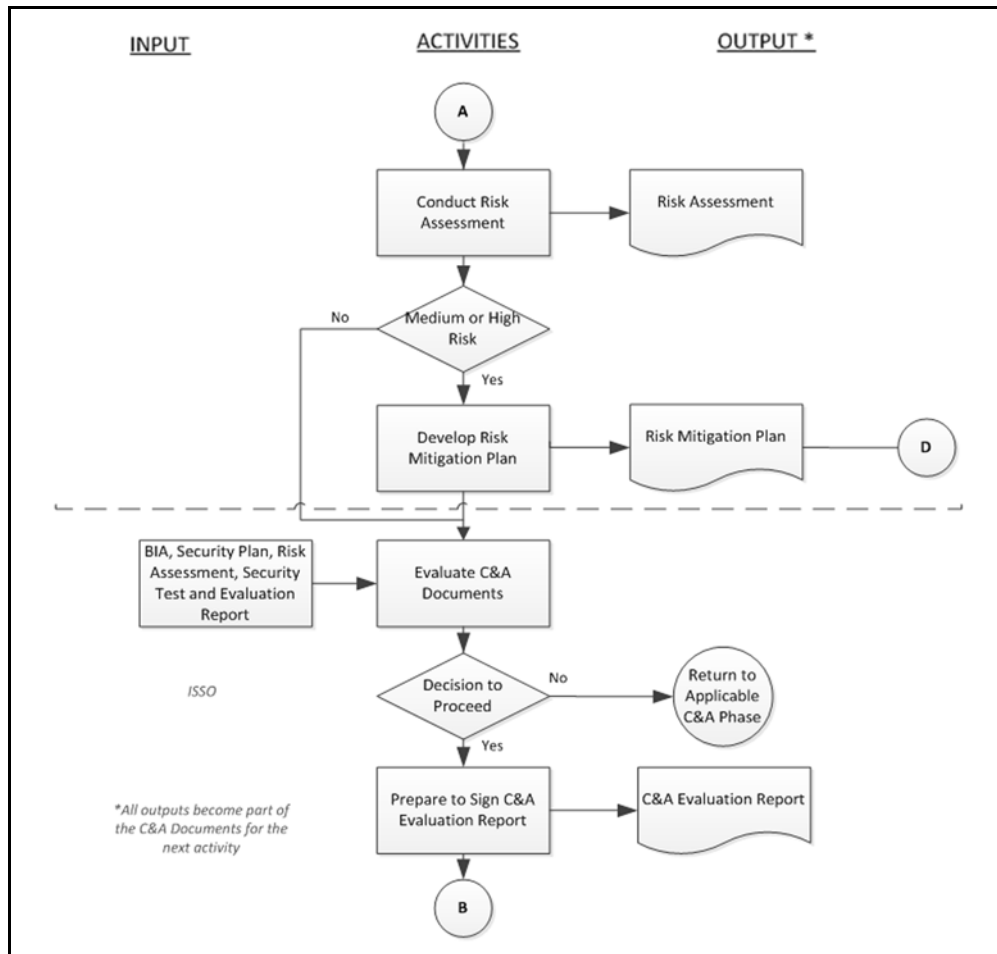 INPUT
ACTIVITIES
OUTPUT *
A
Conduct Risk
Assessment
Risk Assessment
No
Medium or High
Risk
Yes
Develop Risk
Mitigation Plan
Risk Mitigation Plan
D
BIA, Security Plan, Risk
Assessment, Security
Test and Evaluation
Report
Evaluate C&A
Documents
ISSO
Decision to
Proceed
No
Return to
Applicable
C&A Phase
Yes
*All outputs become part of
the C&A Documents for the
next activity
Prepare to Sign C&A
Evaluation Report
C&A Evaluation Report
B